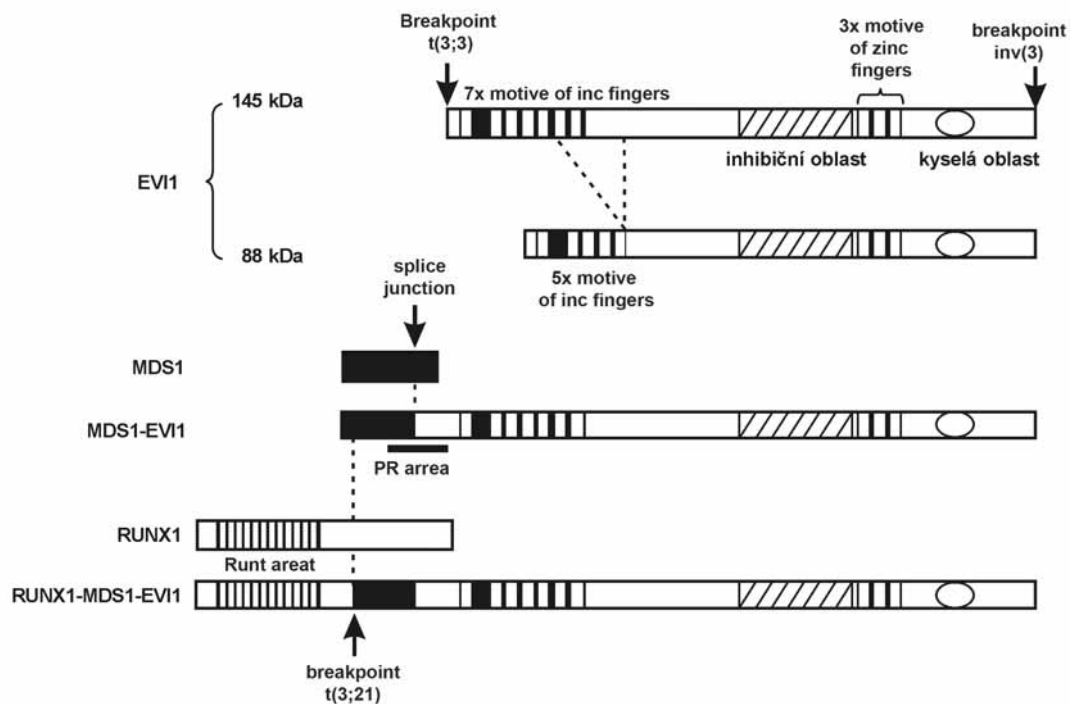 Breakpoint
t(3;3)
3x motive
of zinc
fingers
breakpoint
inv(3)
145 kDa
7x motive of inc fingers
EVI1
inhibiční oblast
kyselá oblast
88 kDa
5x motive
of inc fingers
splice
junction
MDS1
MDS1-EVI1
PR arrea
RUNX1
Runt areat
RUNX1-MDS1-EVI1
breakpoint
t(3;21)